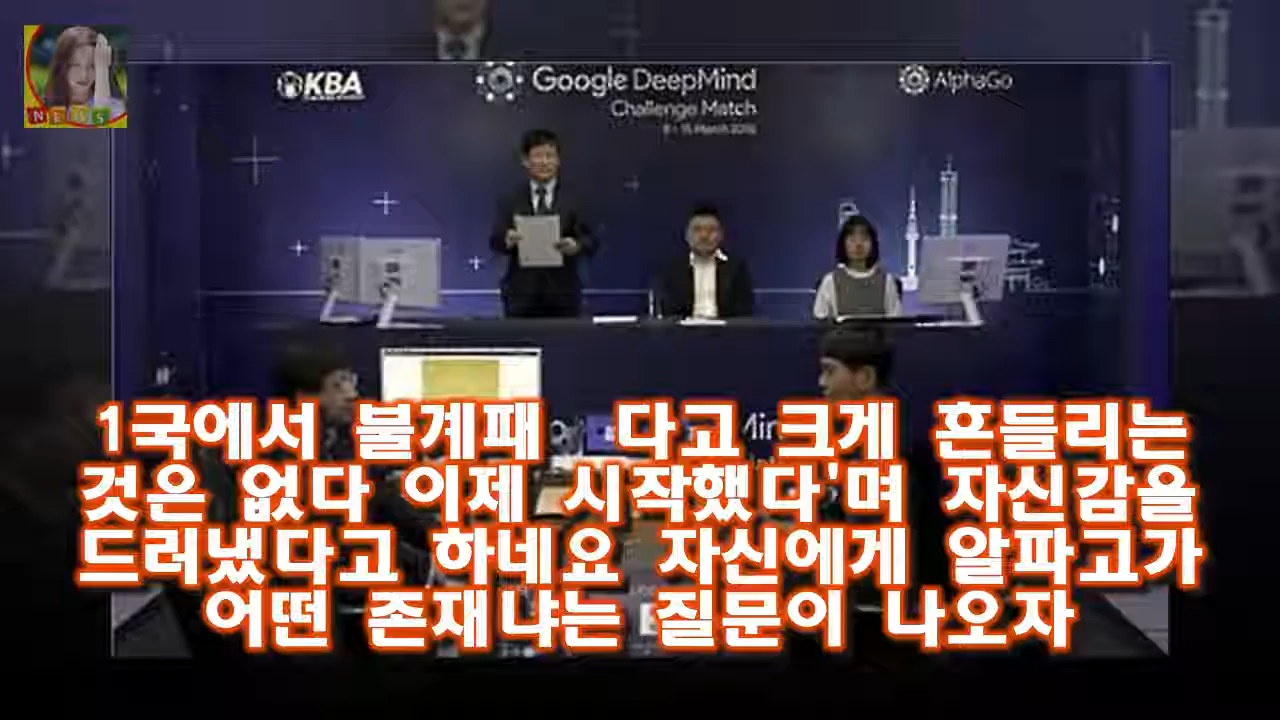 KBA
Google DeepMind
Challenge Match
AlphaGo
NEWS
1국에서 불계패 다고 크게 흔들리는
것은 없다 이제 시작했다'며 자신감을
드러냈다고 하네요 자신에게 알파고가
어떤 존재냐는 질문이 나오자